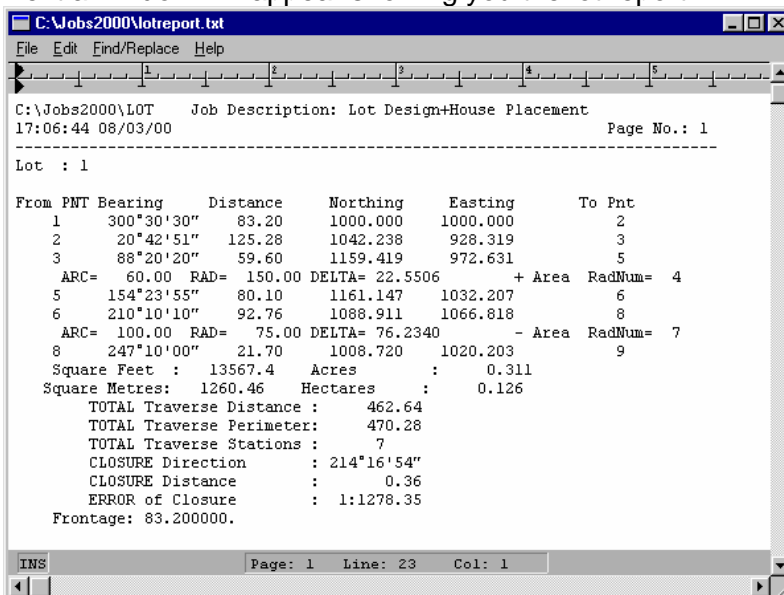 C:\Jobs2000\lotreport.txt
File Edit Find/Replace Help
1 2 3 4 5
C:\Jobs2000\LOT Job Description: Lot Design+House Placement
17:06:44 08/03/00 Page No.: 1
Lot : 1
From PNT Bearing Distance Northing Easting To Pnt
1 300°30'30" 83.20 1000.000 1000.000 2
2 20°42'51" 125.28 1042.238 928.319 3
3 88°20'20" 59.60 1159.419 972.631 5
ARC= 60.00 RAD= 150.00 DELTA= 22.5506 + Area RadNum= 4
5 154°23'55" 80.10 1161.147 1032.207 6
6 210°10'10" 92.76 1088.911 1066.818 8
ARC= 100.00 RAD= 75.00 DELTA= 76.2340 - Area RadNum= 7
8 247°10'00" 21.70 1008.720 1020.203 9
Square Feet : 13567.4 Acres : 0.311
Square Metres: 1260.46 Hectares : 0.126
TOTAL Traverse Distance : 462.64
TOTAL Traverse Perimeter: 470.28
TOTAL Traverse Stations : 7
CLOSURE Direction : 214°16'54"
CLOSURE Distance : 0.36
ERROR of Closure : 1:1278.35
Frontage: 83.200000.
INS Page: 1 Line: 23 Col: 1